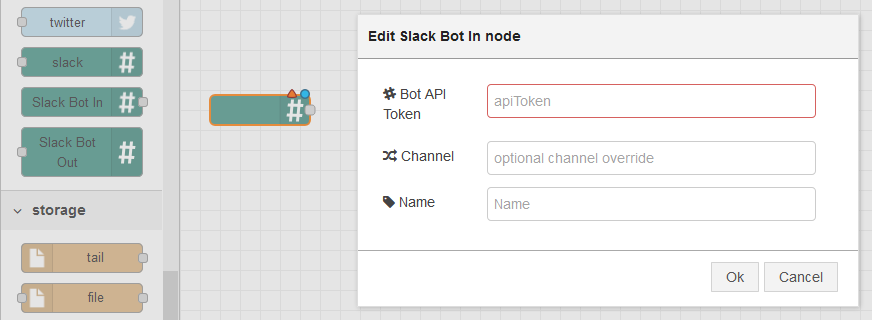 twitter
slack
Slack Bot In
Slack Bot
Out
storage
tail
file
Edit Slack Bot In node
Bot API
Token
apiToken
Channel
optional channel override
Name
Name
Ok
Cancel